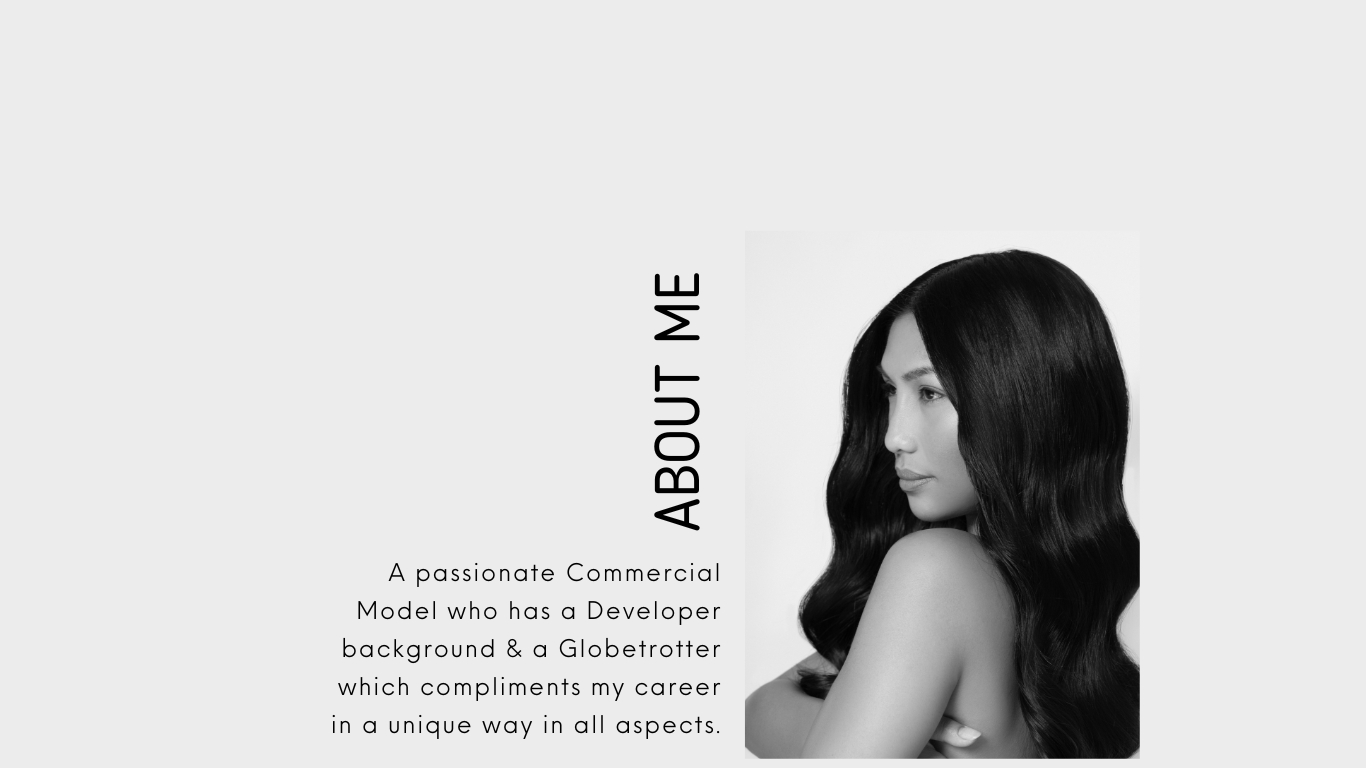 ABOUT ME
A passionate Commercial
Model who has a Developer
background & a Globetrotter
which compliments my career
in a unique way in all aspects.